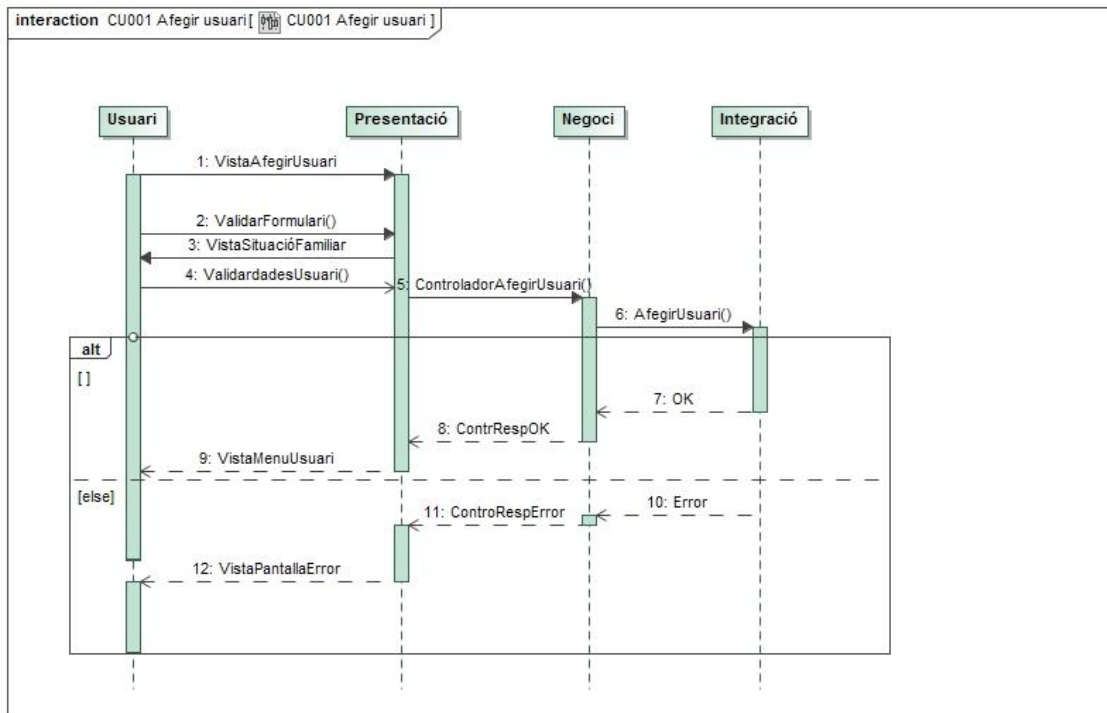 interaction CU001 Afegir usuari[ CU001 Afegir usuari ]
Usuari
Presentació
Negoci
Integració
1: VistaAfegirUsuari
2: ValidarFormulari()
3: VistaSituacióFamiliar
4: ValidardadesUsuari()
5: ControladorAfegirUsuari()
6: AfegirUsuari()
alt
[ ]
7: OK
8: ContrRespOK
9: VistaMenuUsuari
[else]
10: Error
11: ControRespError
12: VistaPantallaError